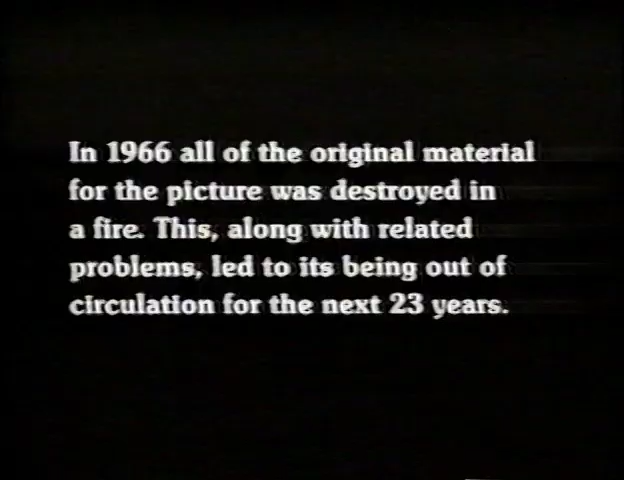 In 1966 all of the original material
for the picture was destroyed in
a fire. This, along with related
problems, led to its being out of
circulation for the next 23 years.